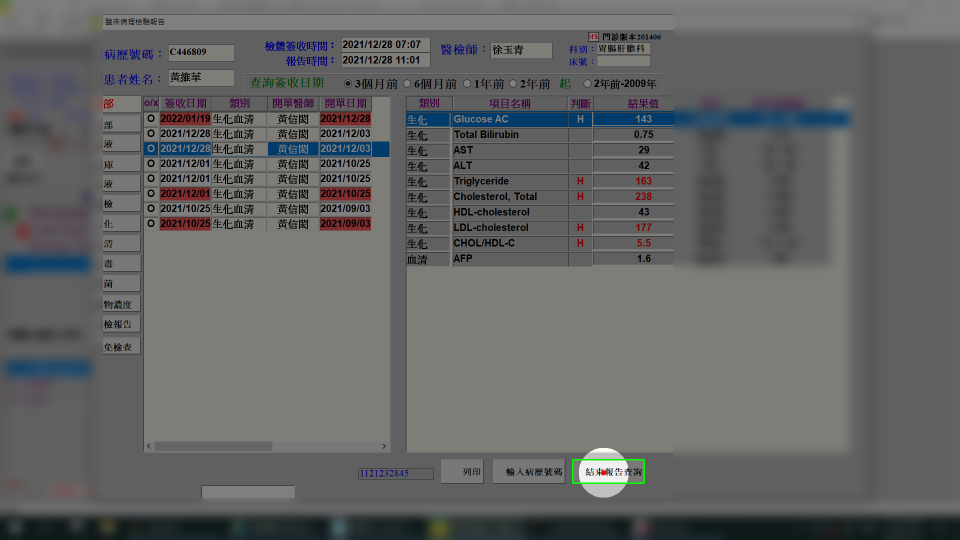 臨床病理檢驗報告
HS 門診版本201406
病歷號碼： C446809 檢體簽收時間： 2021/12/28 07:07 醫檢師： 徐玉青 科別： 胃腸肝膽科
報告時間： 2021/12/28 11:01 床號：
患者姓名： 黃維華 查詢簽收日期 3個月前 6個月前 1年前 2年前 起 2年前-2009年
部
部
液
庫
液
檢
化
清
毒
菌
物濃度
檢報告
免檢查
o/x 簽收日期 類別 開單醫師 開單日期
O 2022/01/19 生化血清 黃信閎 2021/12/28
O 2021/12/28 生化血清 黃信閎 2021/12/03
O 2021/12/28 生化血清 黃信閎 2021/12/03
O 2021/12/01 生化血清 黃信閎 2021/10/25
O 2021/12/01 生化血清 黃信閎 2021/10/25
O 2021/12/01 生化血清 黃信閎 2021/10/25
O 2021/10/25 生化血清 黃信閎 2021/09/03
O 2021/10/25 生化血清 黃信閎 2021/09/03
類別 項目名稱 判斷 結果值
生化 Glucose AC H 143
生化 Total Bilirubin 0.75
生化 AST 29
生化 ALT 42
生化 Triglyceride H 163
生化 Cholesterol, Total H 238
生化 HDL-cholesterol 43
生化 LDL-cholesterol H 177
生化 CHOL/HDL-C H 5.5
血清 AFP 1.6
1121232845 列印 輸入病歷號碼 結束報告查詢